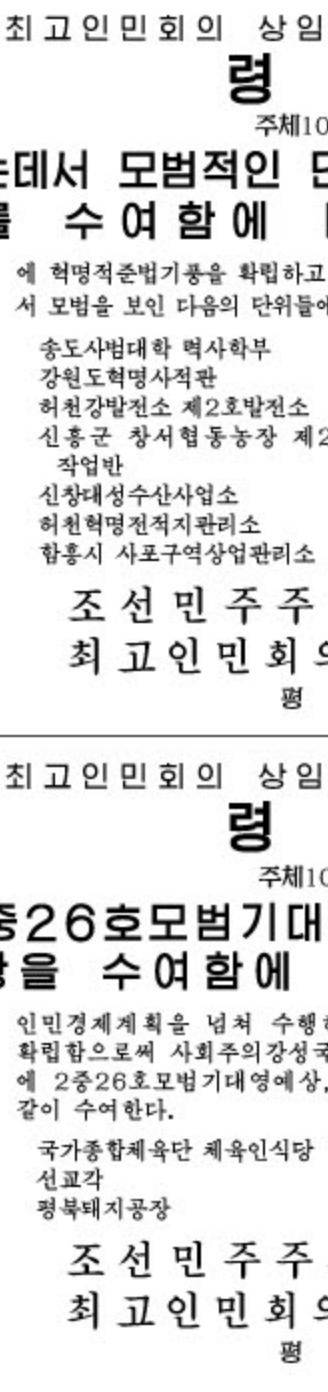 최고인민회의 상임
령
주체10
는데서 모범적인 단
를 수여함에
에 혁명적준법기풍을 확립하고
서 모범을 보인 다음의 단위들에
송도사범대학 력사학부
강원도혁명사적관
허천강발전소 제2호발전소
신흥군 창서협동농장 제2
작업반
신창대성수산사업소
허천혁명전적지관리소
함흥시 사포구역상업관리소
조선민주주
최고인민회의
평
최고인민회의 상임
령
주체10
중26호모범기대
상을 수여함에
인민경제계획을 넘쳐 수행하
확립함으로써 사회주의강성국
에 2중26호모범기대영예상,
같이 수여한다.
국가종합체육단 체육인식당
선교각
평북돼지공장
조선민주주
최고인민회의
평